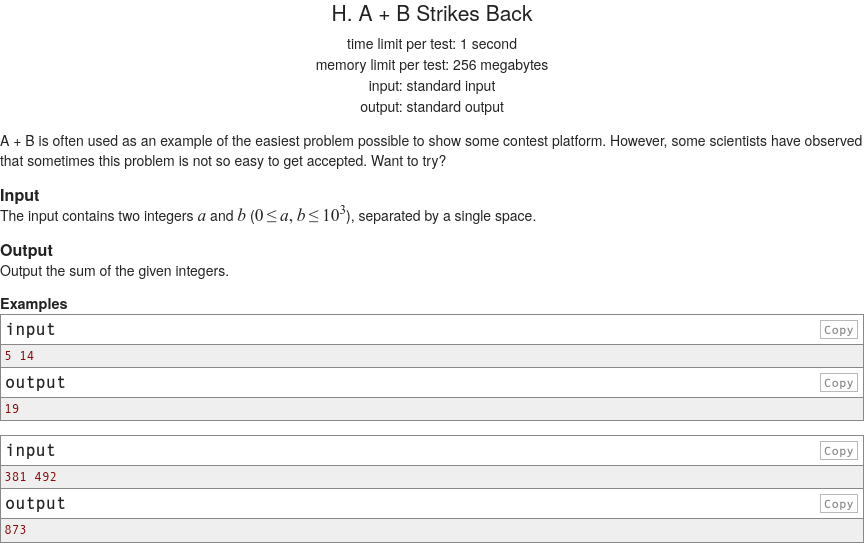 H. A + B Strikes Back
time limit per test: 1 second
memory limit per test: 256 megabytes
input: standard input
output: standard output
A + B is often used as an example of the easiest problem possible to show some contest platform. However, some scientists have observed
that sometimes this problem is not so easy to get accepted. Want to try?
Input
The input contains two integers a and b (0 ≤ a, b ≤ 10³), separated by a single space.
Output
Output the sum of the given integers.
Examples
input Copy
5 14
output Copy
19
input Copy
381 492
output Copy
873